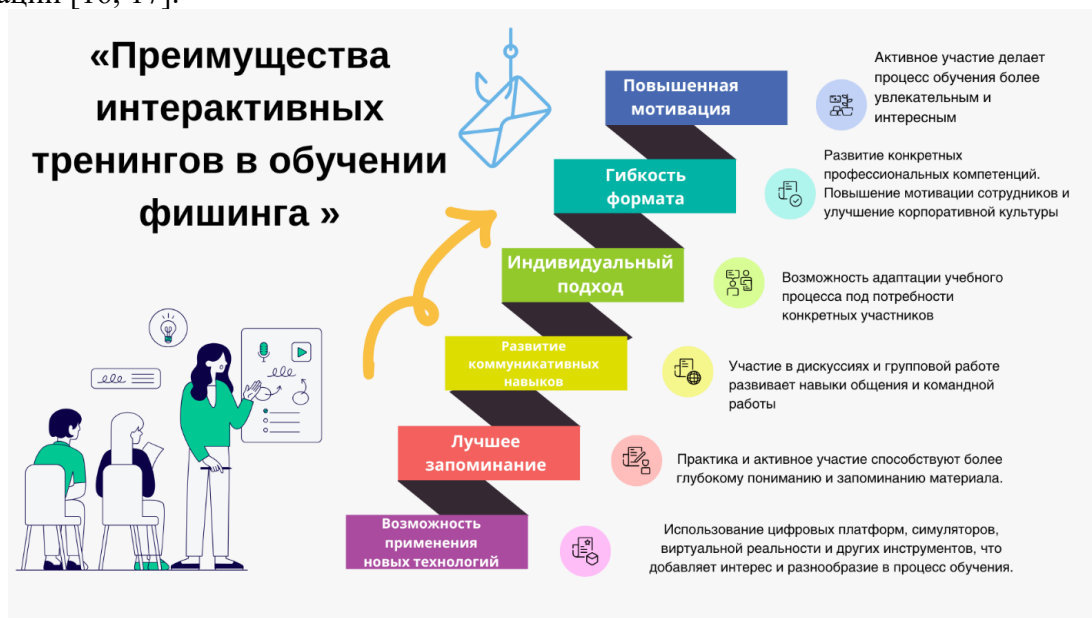 «Преимущества
интерактивных
тренингов в обучении
фишинга »
Повышенная
мотивация
Активное участие делает
процесс обучения более
увлекательным и
интересным
Гибкость
формата
Развитие конкретных
профессиональных компетенций.
Повышение мотивации сотрудников и
улучшение корпоративной культуры
Индивидуальный
подход
Возможность адаптации учебного
процесса под потребности
конкретных участников
Развитие
коммуникативных
навыков
Участие в дискуссиях и групповой работе
развивает навыки общения и командной
работы
Лучшее
запоминание
Практика и активное участие способствуют более
глубокому пониманию и запоминанию материала.
Возможность
применения
новых технологий
Использование цифровых платформ, симуляторов,
виртуальной реальности и других инструментов, что
добавляет интерес и разнообразие в процесс обучения.